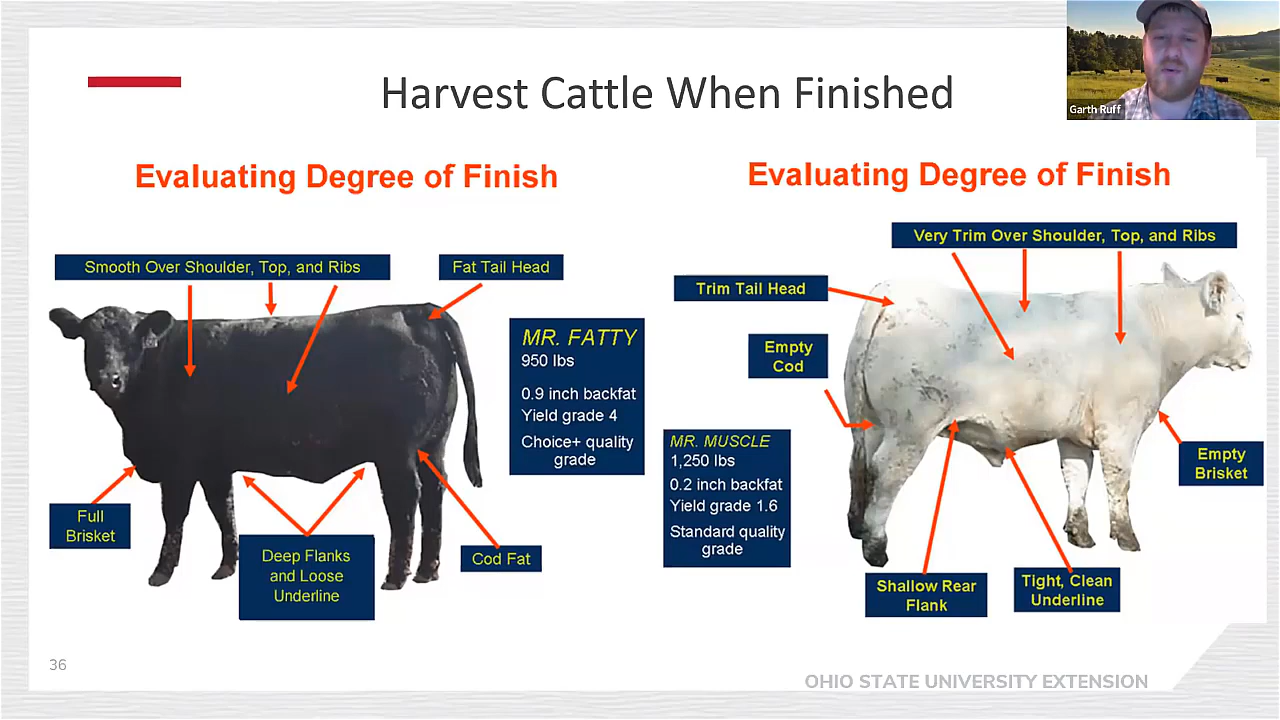 Harvest Cattle When Finished
Garth Ruff
Evaluating Degree of Finish
Smooth Over Shoulder, Top, and Ribs
Fat Tail Head
MR. FATTY
950 lbs
0.9 inch backfat
Yield grade 4
Choice+ quality
grade
Full
Brisket
Deep Flanks
and Loose
Underline
Cod Fat
Evaluating Degree of Finish
Very Trim Over Shoulder, Top, and Ribs
Trim Tail Head
Empty
Cod
MR. MUSCLE
1,250 lbs
0.2 inch backfat
Yield grade 1.6
Standard quality
grade
Empty
Brisket
Shallow Rear
Flank
Tight, Clean
Underline
36
OHIO STATE UNIVERSITY EXTENSION